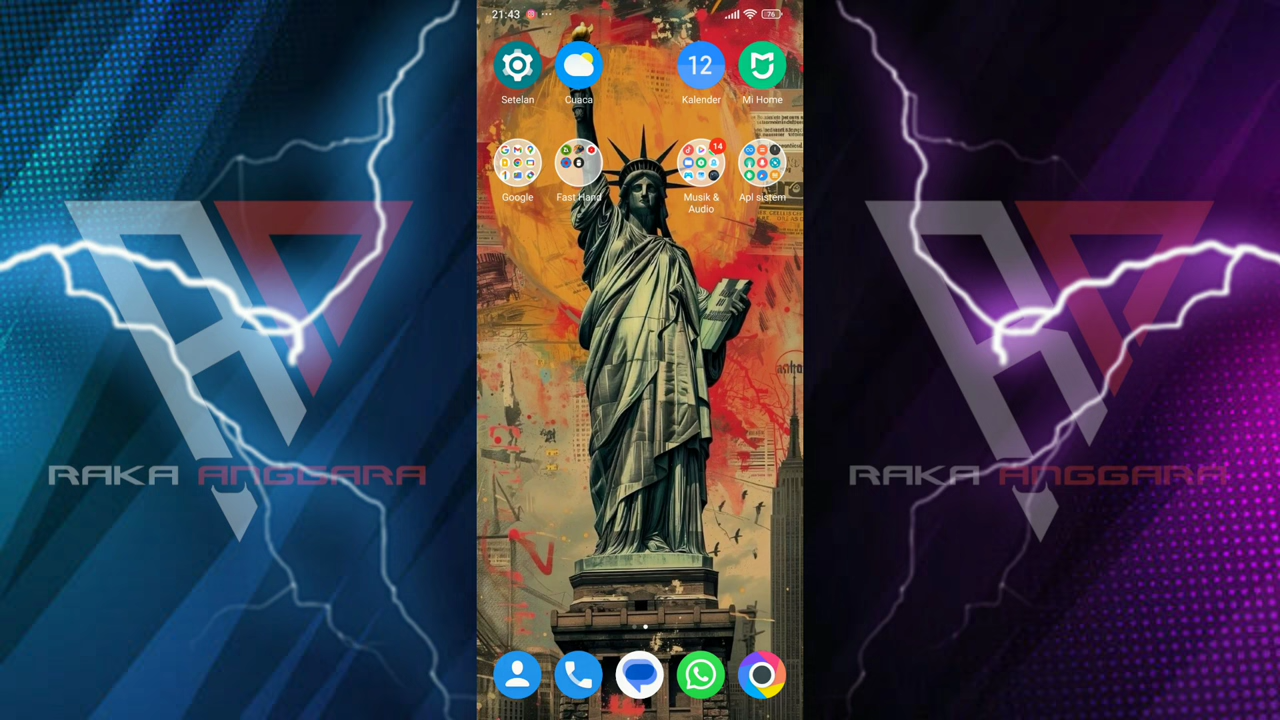 21:43
76
12
Setelan
Cuaca
Kalender
Mi Home
14
Google
Fast Hand
Musik &
Audio
Apl sistem
RAKA ANGGARA
RAKA ANGGARA